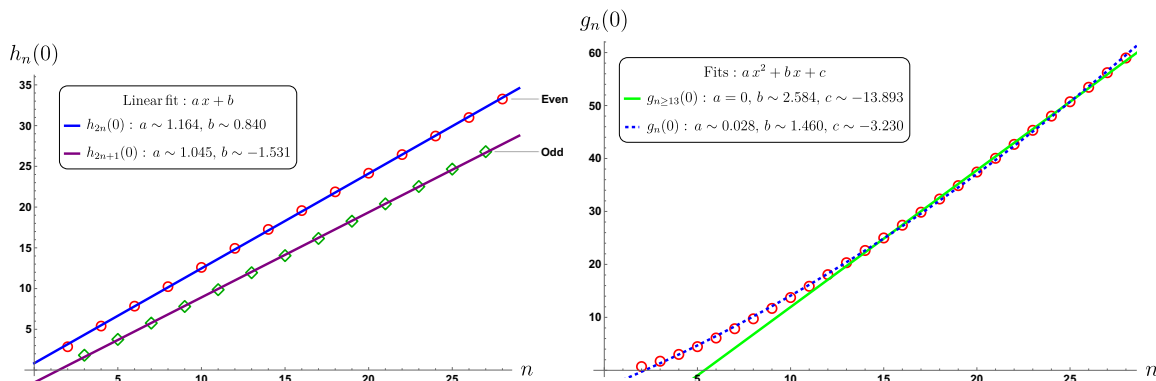 h_n(0)
35
30
25
20
15
10
5
5
10
15
20
25
n
Linear fit : a x + b
h_{2n}(0) : a ∼ 1.164, b ∼ 0.840
h_{2n+1}(0) : a ∼ 1.045, b ∼ −1.531
Even
Odd
g_n(0)
60
50
40
30
20
10
5
10
15
20
25
n
Fits : a x² + b x + c
g_{n≥13}(0) : a = 0, b ∼ 2.584, c ∼ −13.893
g_n(0) : a ∼ 0.028, b ∼ 1.460, c ∼ −3.230